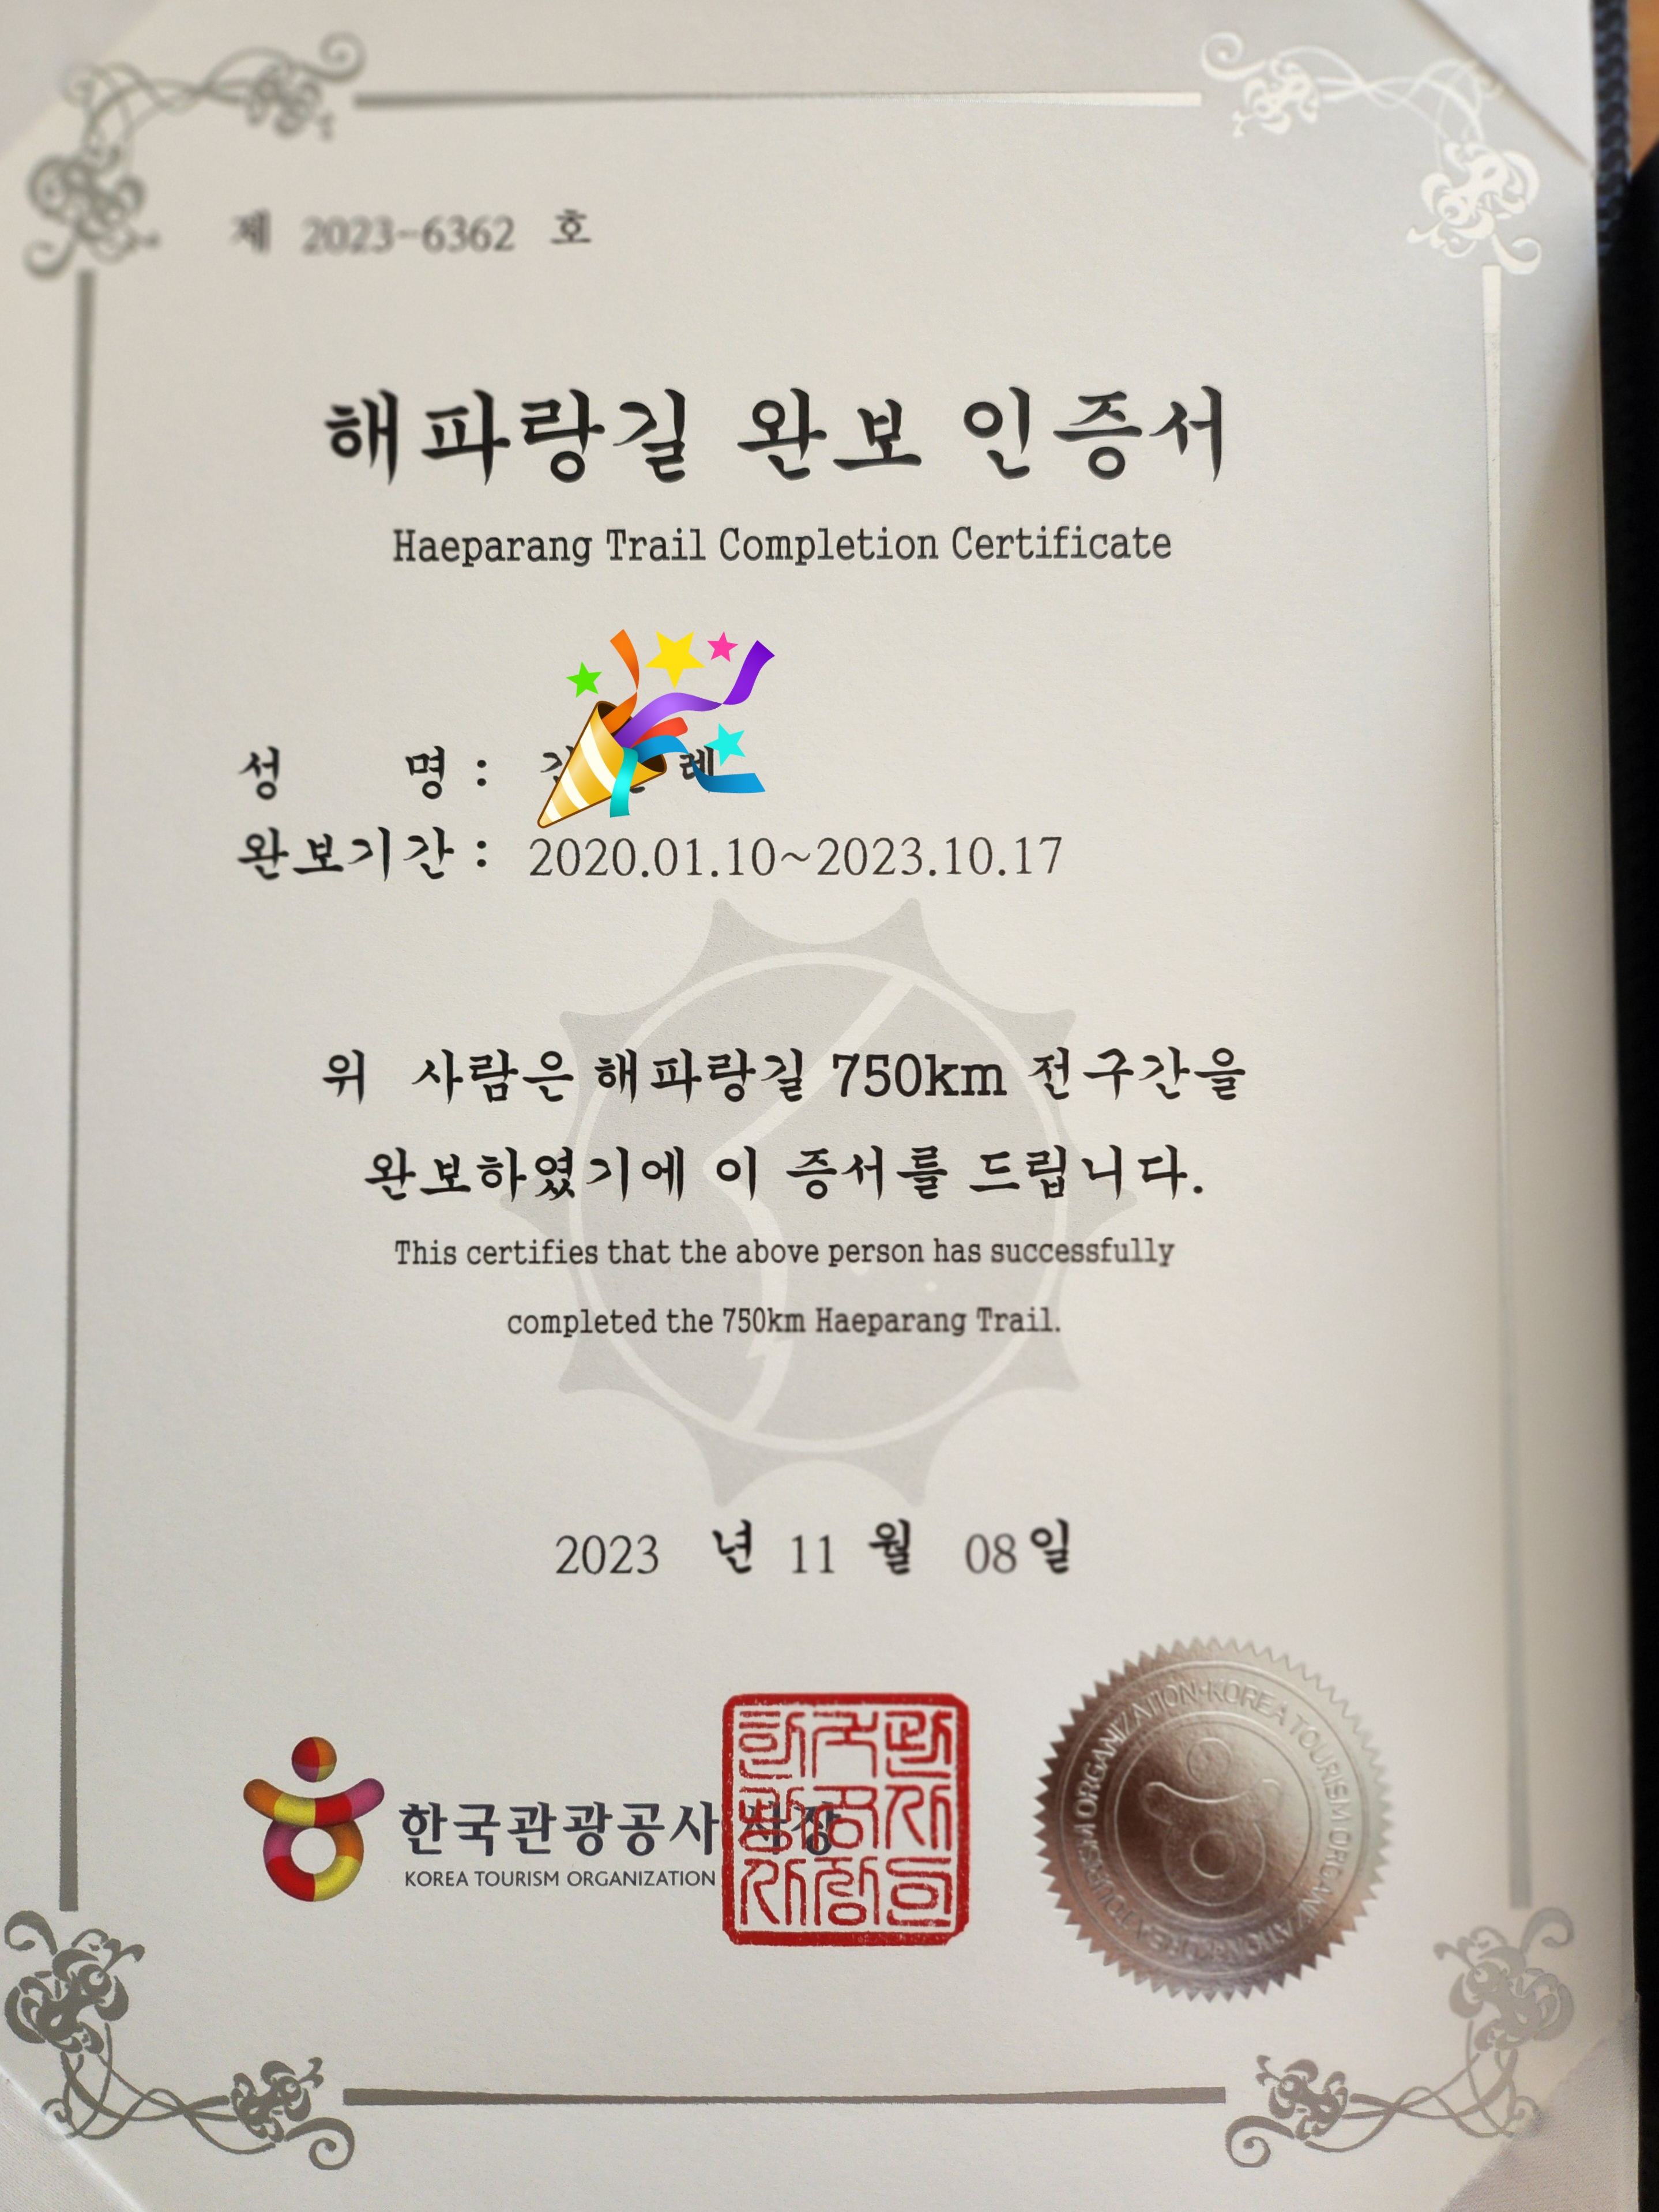 제 2023-6362 호
해파랑길 완보 인증서
Haeparang Trail Completion Certificate
성 명 :
완보기간 : 2020.01.10~2023.10.17
위 사람은 해파랑길 750km 전구간을
완보하였기에 이 증서를 드립니다.
This certifies that the above person has successfully
completed the 750km Haeparang Trail.
2023 년 11 월 08 일
한국관광공사 사장
KOREA TOURISM ORGANIZATION
KOREA TOURISM ORGANIZATION·KOREA TOURISM ORGANIZATION